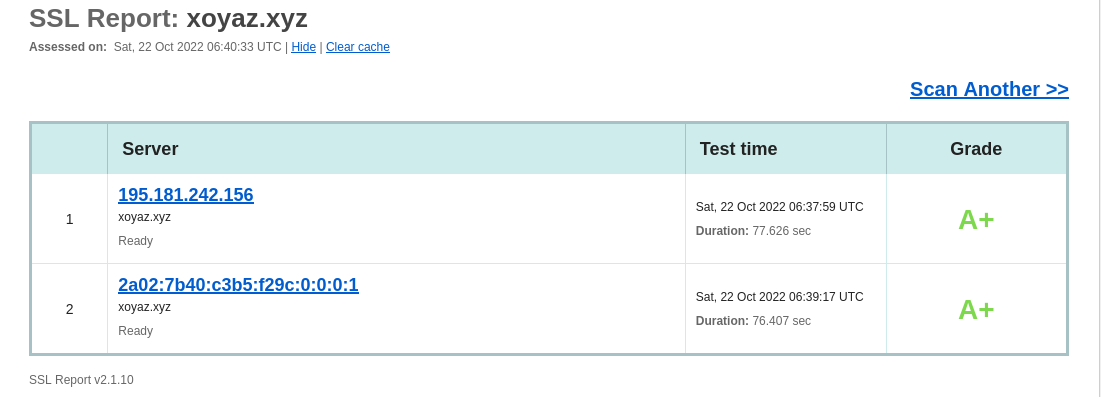 SSL Report: xoyaz.xyz
Assessed on: Sat, 22 Oct 2022 06:40:33 UTC | Hide | Clear cache
Scan Another >>
Server Test time Grade
1
195.181.242.156
xoyaz.xyz
Ready
Sat, 22 Oct 2022 06:37:59 UTC
Duration: 77.626 sec
A+
2
2a02:7b40:c3b5:f29c:0:0:0:1
xoyaz.xyz
Ready
Sat, 22 Oct 2022 06:39:17 UTC
Duration: 76.407 sec
A+
SSL Report v2.1.10